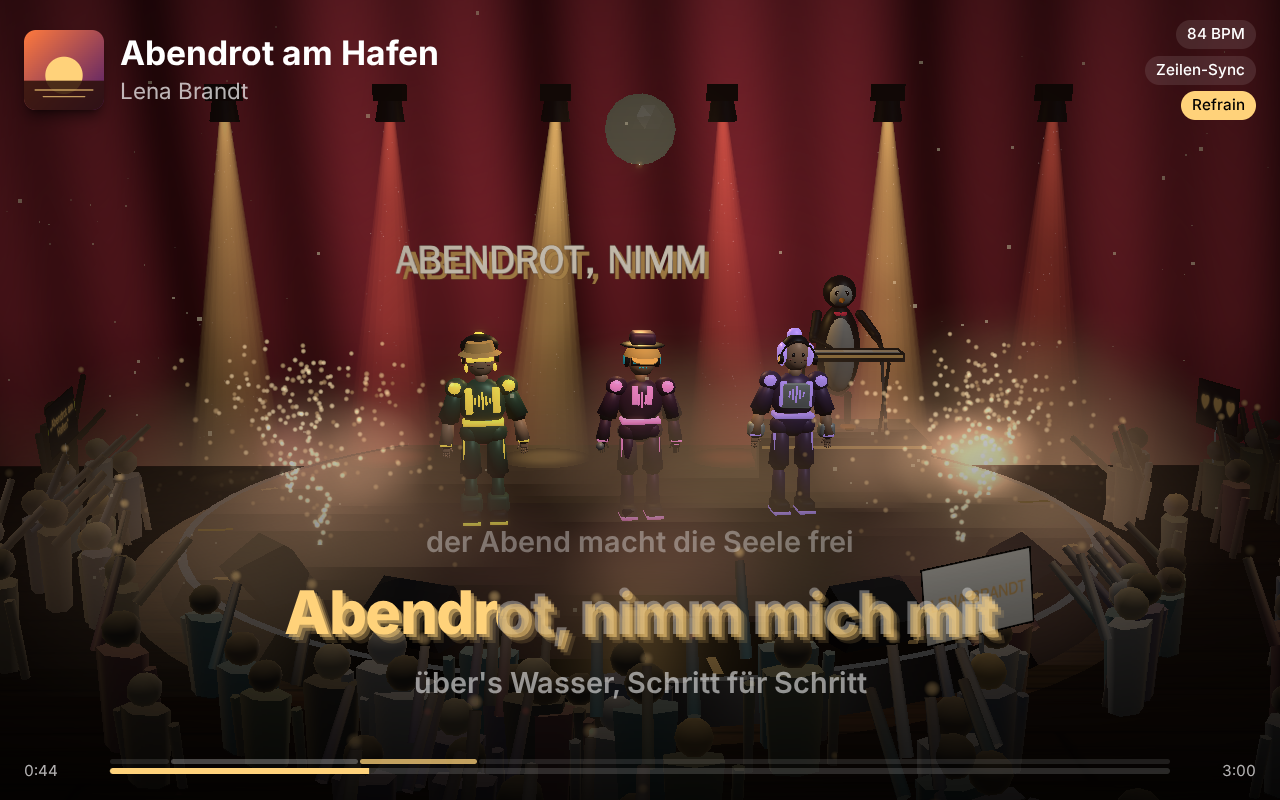 Abendrot am Hafen
Lena Brandt
84 BPM
Zeilen-Sync
Refrain
ABENDROT, NIMM
der Abend macht die Seele frei
Abendrot, nimm mich mit
über's Wasser, Schritt für Schritt
0:44
3:00